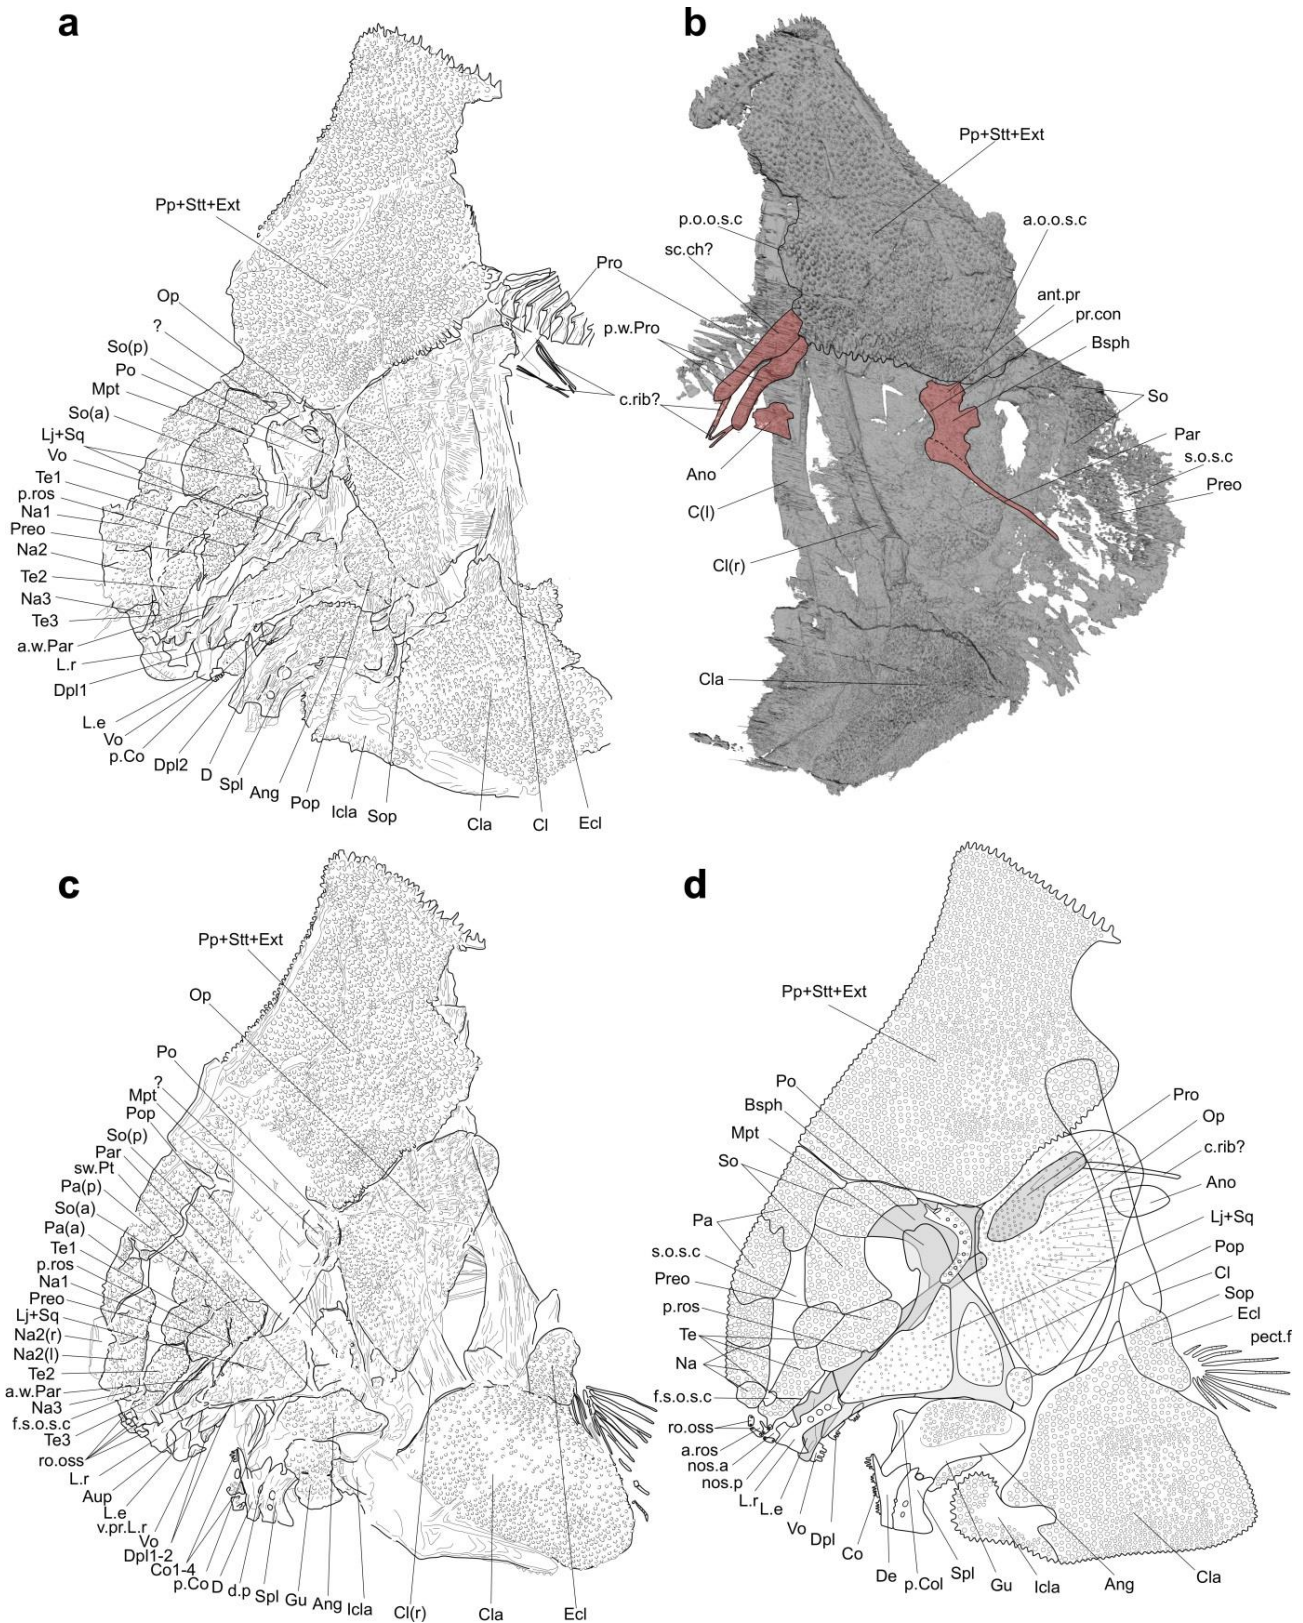 a
Pp+Stt+Ext
Op
?
So(p)
Po
Mpt
So(a)
Lj+Sq
Vo
Te1
p.ros
Na1
Preo
Na2
Te2
Na3
Te3
a.w.Par
L.r
Dpl1
L.e
Vo
p.Co
Dpl2
D
Spl
Ang
Pop
Icla
Sop
Cla
Cl
Ecl
b
Pp+Stt+Ext
p.o.o.s.c
a.o.o.s.c
sc.ch?
Pro
ant.pr
pr.con
p.w.Pro
Bsph
c.rib?
So
Par
s.o.s.c
Ano
Preo
C(l)
Cl(r)
Cla
c
Pp+Stt+Ext
Op
Po
?
Mpt
Pop
So(p)
Par
sw.Pt
Pa(p)
So(a)
Pa(a)
Te1
p.ros
Na1
Preo
Lj+Sq
Na2(r)
Na2(l)
Te2
a.w.Par
Na3
f.s.o.s.c
Te3
ro.oss
L.r
Aup
L.e
v.pr.L.r
Vo
Dpl1-2
Co1-4
p.Co
D
d.p
Spl
Gu
Ang
Icla
Cl(r)
Cla
Ecl
d
Pp+Stt+Ext
Po
Bsph
Mpt
So
Pa
s.o.s.c
Preo
p.ros
Te
Na
f.s.o.s.c
ro.oss
a.ros
nos.a
nos.p
L.r
L.e
Vo
Dpl
Co
De
p.Col
Spl
Gu
Icla
Ang
Cla
Pro
Op
c.rib?
Ano
Lj+Sq
Pop
Cl
Sop
Ecl
pect.f